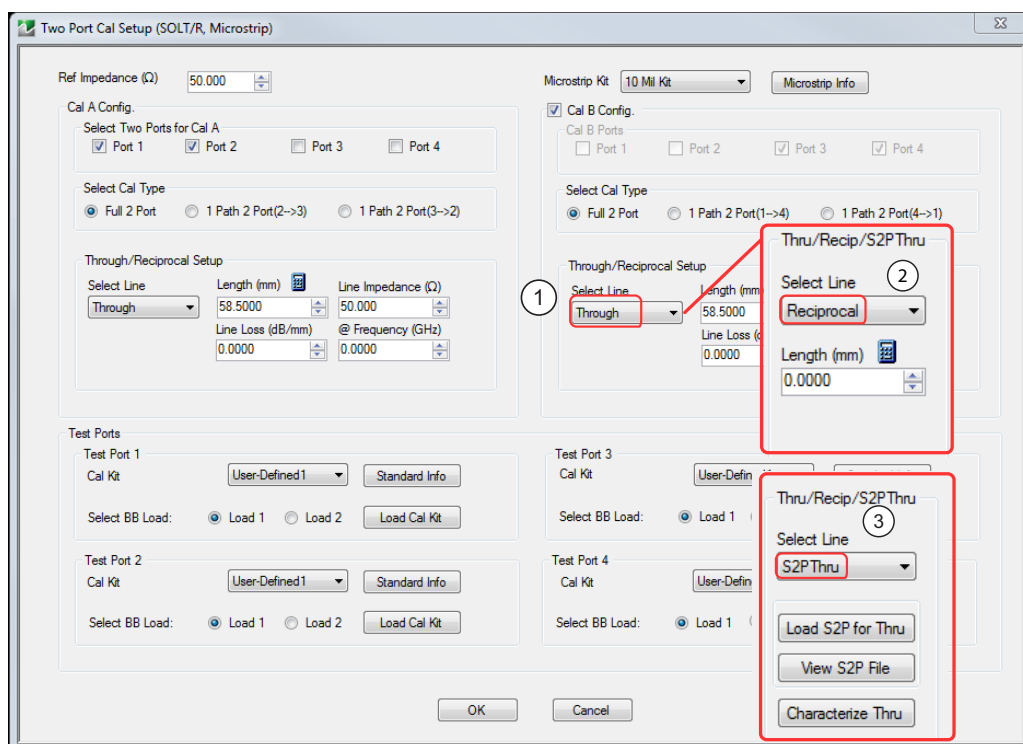 Two Port Cal Setup (SOLT/R, Microstrip)
Ref Impedance (Ω) 50.000
Microstrip Kit 10 Mil Kit Microstrip Info
Cal A Config.
Select Two Ports for Cal A
Port 1 Port 2 Port 3 Port 4
Select Cal Type
Full 2 Port 1 Path 2 Port(2-->3) 1 Path 2 Port(3-->2)
Through/Reciprocal Setup
Select Line Length (mm) Line Impedance (Ω)
Through 58.5000 50.000
Line Loss (dB/mm) @ Frequency (GHz)
0.0000 0.0000
Cal B Config.
Cal B Ports
Port 1 Port 2 Port 3 Port 4
Select Cal Type
Full 2 Port 1 Path 2 Port(1-->4) 1 Path 2 Port(4-->1)
Through/Reciprocal Setup
1
Select Line Length (mm
Through 58.5000
Line Loss (
0.0000
Thru/Recip/S2PThru
Select Line 2
Reciprocal
Length (mm)
0.0000
Test Ports
Test Port 1
Cal Kit User-Defined1 Standard Info
Select BB Load: Load 1 Load 2 Load Cal Kit
Test Port 2
Cal Kit User-Defined1 Standard Info
Select BB Load: Load 1 Load 2 Load Cal Kit
Test Port 3
Cal Kit User-Defin
Select BB Load: Load 1
Test Port 4
Cal Kit User-Defin
Select BB Load: Load 1
Thru/Recip/S2PThru
3
Select Line
S2PThru
Load S2P for Thru
View S2P File
Characterize Thru
OK Cancel